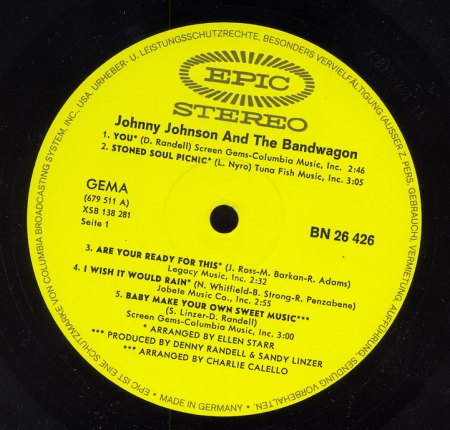 INC., USA. URHEBER- U. LEISTUNGSSCHUTZRECHTE, BESONDERS VERVIELFÄLTIGUNG (AUSSER Z. PERS. GEBRAUCH), VERMIETUNG, AUFFÜHRUNG, SENDUNG VORBEHALTEN.
EPIC
STEREO
Johnny Johnson And The Bandwagon
1. YOU* (D. Randell) Screen Gems-Columbia Music, Inc. 2:46
2. STONED SOUL PICNIC* (L. Nyro) Tuna Fish Music, Inc. 3:05
GEMA
(679 511 A)
XSB 138 281
Seite 1
BN 26 426
3. ARE YOUR READY FOR THIS* (J. Ross-M. Barkan-R. Adams)
Legacy Music, Inc. 2:32
4. I WISH IT WOULD RAIN* (N. Whitfield-B. Strong-R. Penzabene)
Jobete Music Co., Inc. 2:55
5. BABY MAKE YOUR OWN SWEET MUSIC***
(S. Linzer-D. Randell)
Screen Gems-Columbia Music, Inc. 3:00
* ARRANGED BY ELLEN STARR
*** PRODUCED BY DENNY RANDELL & SANDY LINZER
*** ARRANGED BY CHARLIE CALELLO
EPIC IST EINE SCHUTZMARKE VON COLUMBIA BROADCASTING SYSTEM,
MADE IN GERMANY